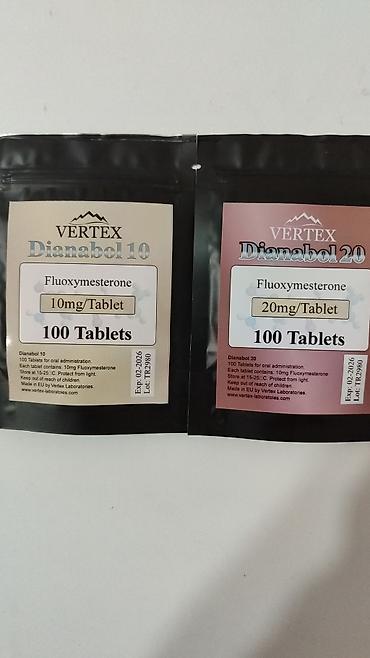 VERTEX
Dianabol 10
Fluoxymesterone
10mg/Tablet
100 Tablets
Dianabol 10
100 Tablets for oral administration.
Each tablet contains: 10mg Fluoxymesterone
Store at 15-25□C. Protect from light.
Keep out of reach of children.
Made in EU by Vertex Laboratories.
www.vertex-laboratories.com
Exp: 02-2026
Lot: TR2980
VERTEX
Dianabol 20
Fluoxymesterone
20mg/Tablet
100 Tablets
Dianabol 20
100 Tablets for oral administration.
Each tablet contains: 10mg Fluoxymesterone
Store at 15-25□C. Protect from light.
Keep out of reach of children.
Made in EU by Vertex Laboratories.
www.vertex-laboratories.com
Exp: 02-2026
Lot: TR2980